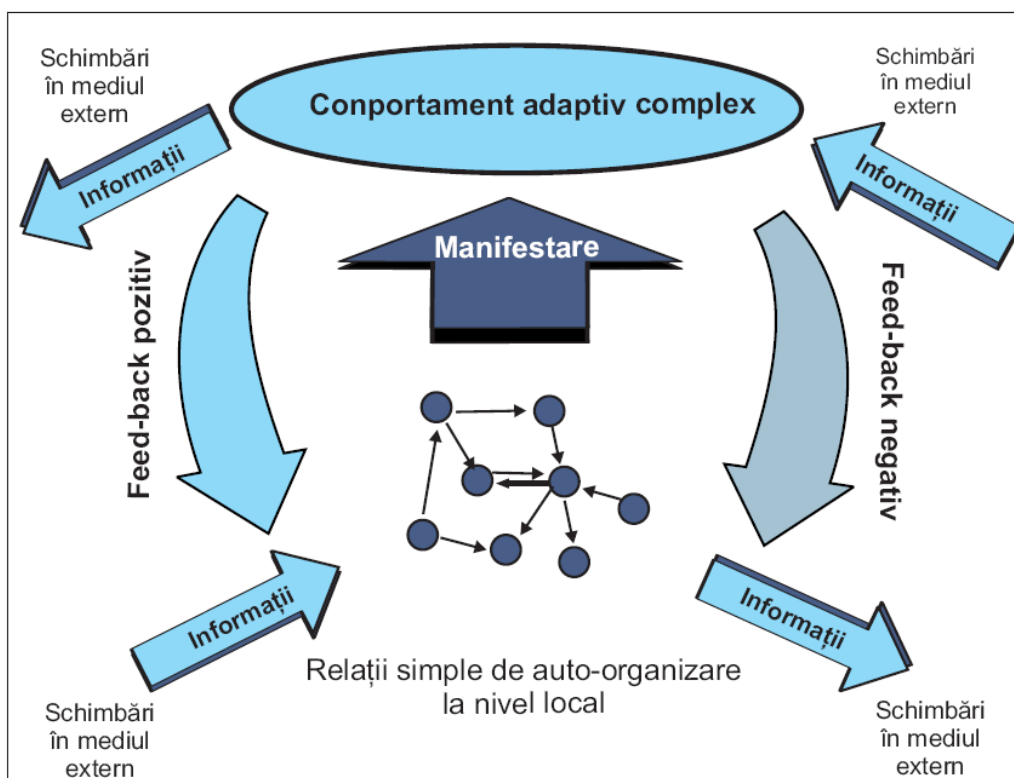 Schimbări
în mediul
extern
Schimbări
în mediul
extern
Conportament adaptiv complex
Informații
Informații
Manifestare
Feed-back pozitiv
Feed-back negativ
Informații
Informații
Relații simple de auto-organizare
la nivel local
Schimbări
în mediul
extern
Schimbări
în mediul
extern